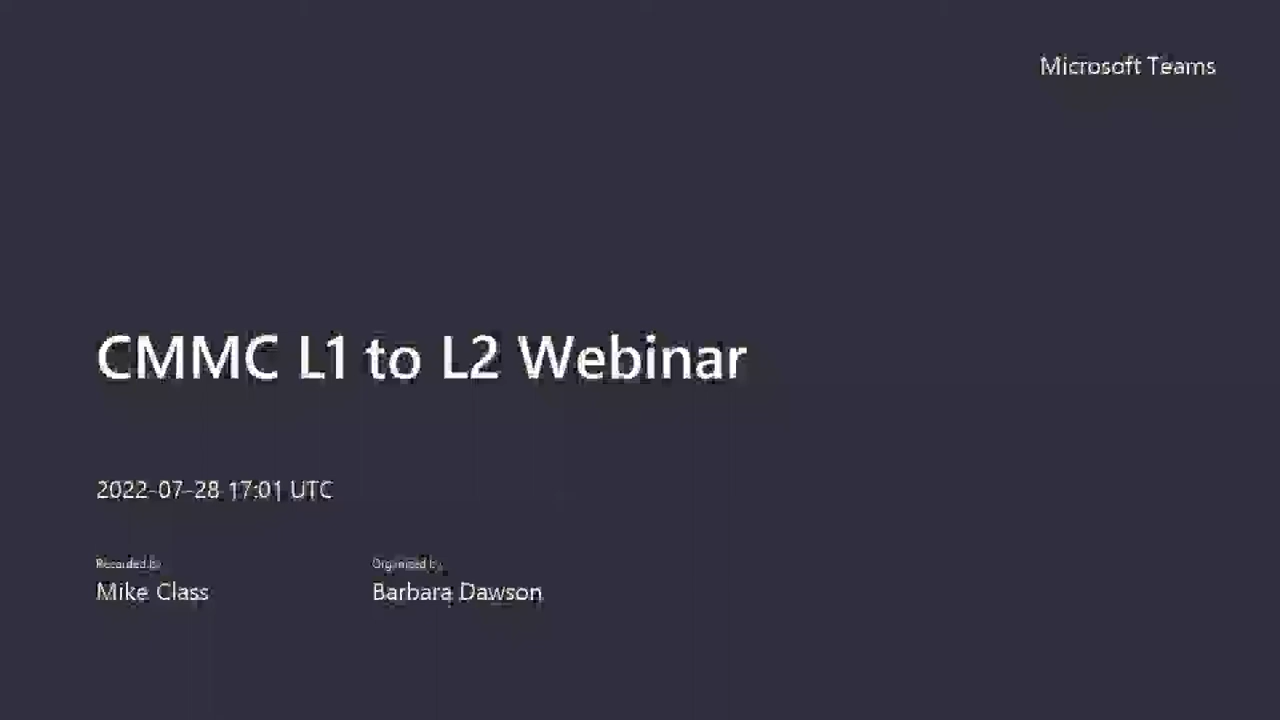 Microsoft Teams
CMMC L1 to L2 Webinar
2022-07-28 17:01 UTC
Recorded by
Organized by
Mike Class
Barbara Dawson